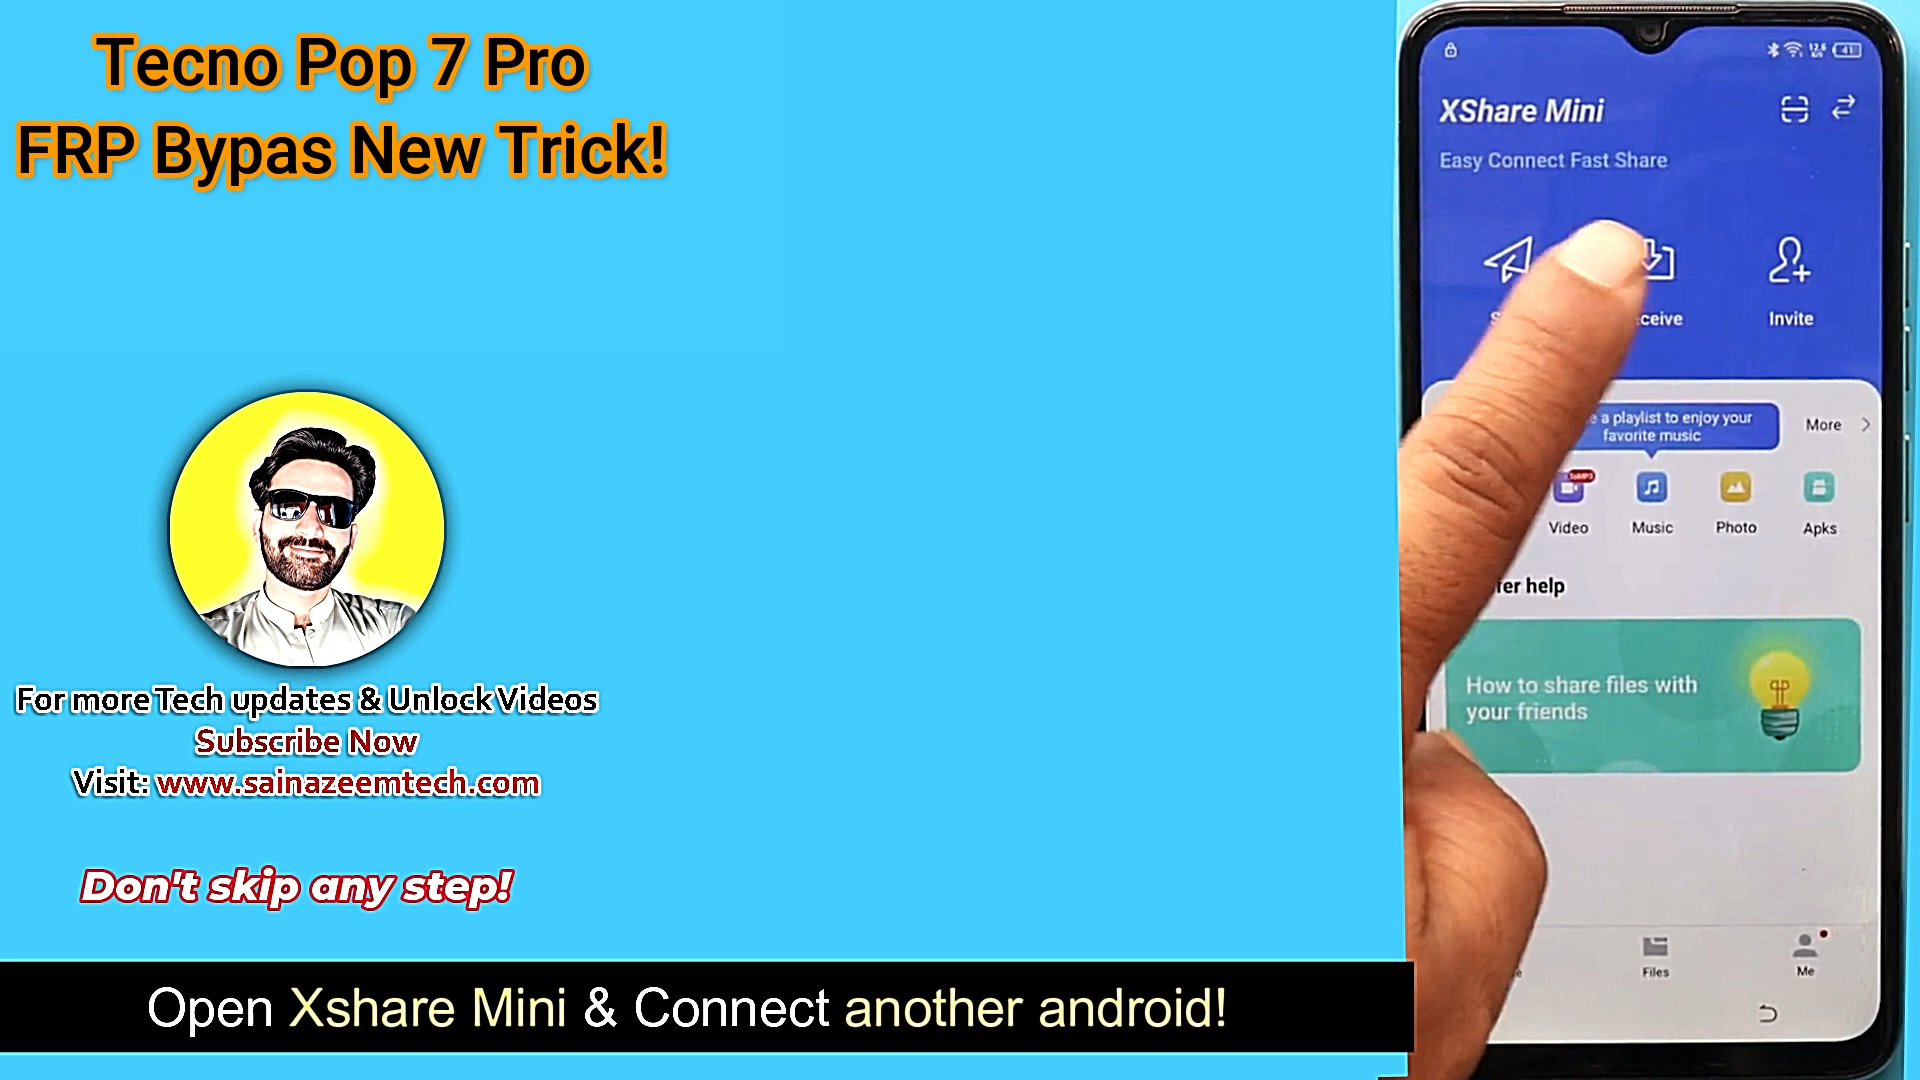 Tecno Pop 7 Pro
FRP Bypas New Trick!
For more Tech updates & Unlock Videos
Subscribe Now
Visit: www.sainazeemtech.com
Don't skip any step!
Open Xshare Mini & Connect another android!
41
XShare Mini
Easy Connect Fast Share
Invite
a playlist to enjoy your
favorite music
More
Video
Music
Photo
Apks
help
How to share files with
your friends
Files
Me